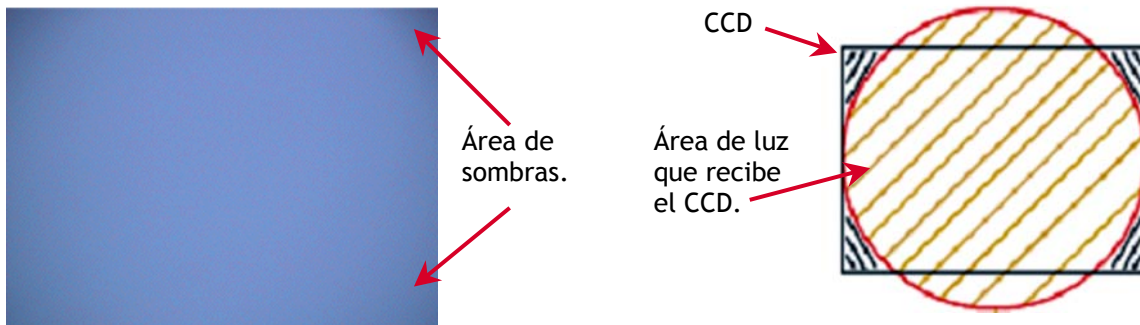 Área de
sombras.
CCD
Área de luz
que recibe
el CCD.